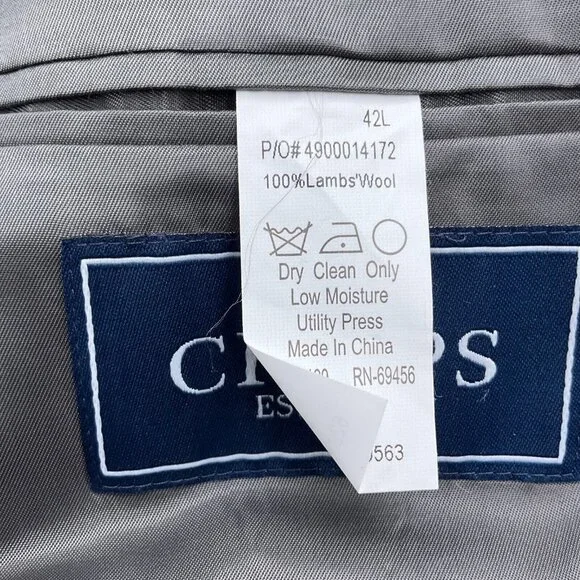 42L
P/O# 4900014172
100%Lambs'Wool
Dry Clean Only
Low Moisture
Utility Press
Made In China
RN-69456